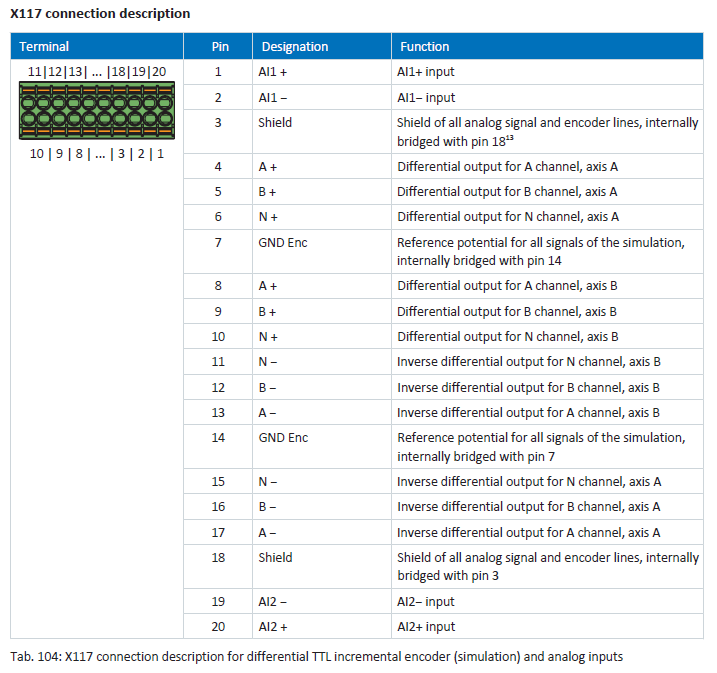 X117 connection description
Terminal Pin Designation Function
11|12|13| ... |18|19|20
10 | 9 | 8 | ... | 3 | 2 | 1
1 AI1 + AI1+ input
2 AI1 – AI1– input
3 Shield Shield of all analog signal and encoder lines, internally
bridged with pin 18¹³
4 A + Differential output for A channel, axis A
5 B + Differential output for B channel, axis A
6 N + Differential output for N channel, axis A
7 GND Enc Reference potential for all signals of the simulation,
internally bridged with pin 14
8 A + Differential output for A channel, axis B
9 B + Differential output for B channel, axis B
10 N + Differential output for N channel, axis B
11 N – Inverse differential output for N channel, axis B
12 B – Inverse differential output for B channel, axis B
13 A – Inverse differential output for A channel, axis B
14 GND Enc Reference potential for all signals of the simulation,
internally bridged with pin 7
15 N – Inverse differential output for N channel, axis A
16 B – Inverse differential output for B channel, axis A
17 A – Inverse differential output for A channel, axis A
18 Shield Shield of all analog signal and encoder lines, internally
bridged with pin 3
19 AI2 – AI2– input
20 AI2 + AI2+ input
Tab. 104: X117 connection description for differential TTL incremental encoder (simulation) and analog inputs